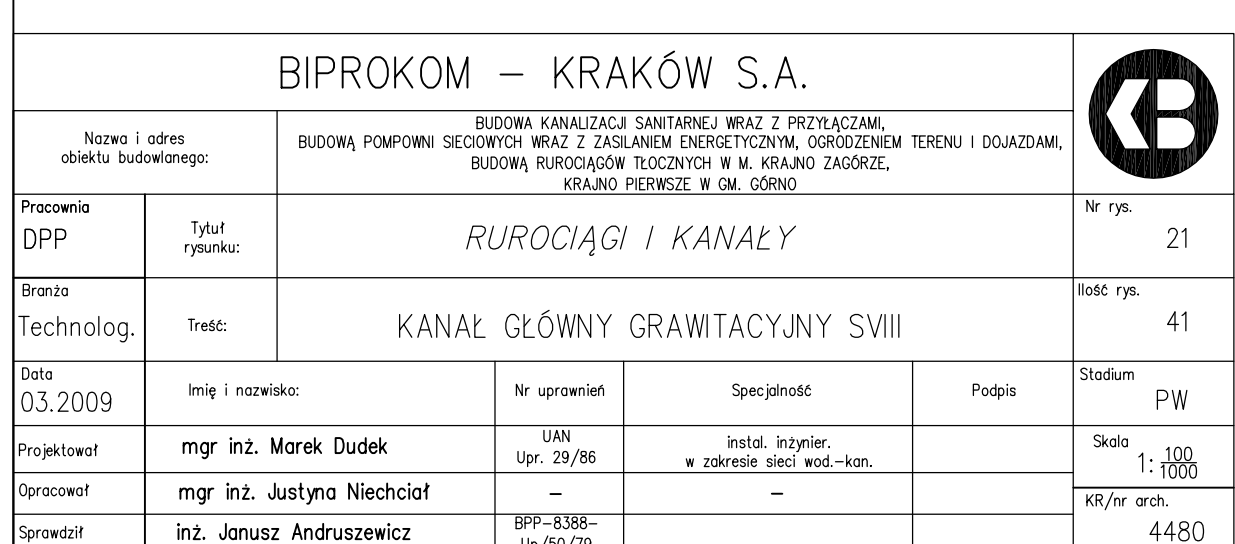 BIPROKOM – KRAKÓW S.A.
KB
Nazwa i adres
obiektu budowlanego:
BUDOWA KANALIZACJI SANITARNEJ WRAZ Z PRZYŁĄCZAMI,
BUDOWĄ POMPOWNI SIECIOWYCH WRAZ Z ZASILANIEM ENERGETYCZNYM, OGRODZENIEM TERENU I DOJAZDAMI,
BUDOWĄ RUROCIĄGÓW TŁOCZNYCH W M. KRAJNO ZAGÓRZE,
KRAJNO PIERWSZE W GM. GÓRNO
Pracownia
DPP
Tytuł
rysunku:
RUROCIĄGI I KANAŁY
Nr rys.
21
Branża
Technolog.
Treść:
KANAŁ GŁÓWNY GRAWITACYJNY SVIII
Ilość rys.
41
Data
03.2009
Imię i nazwisko:
Nr uprawnień
Specjalność
Podpis
Stadium
PW
Projektował
mgr inż. Marek Dudek
UAN
Upr. 29/86
instal. inżynier.
w zakresie sieci wod.–kan.
Skala
1: 100/1000
Opracował
mgr inż. Justyna Niechciał
–
–
KR/nr arch.
4480
Sprawdził
inż. Janusz Andruszewicz
BPP–8388–
Up/50/79